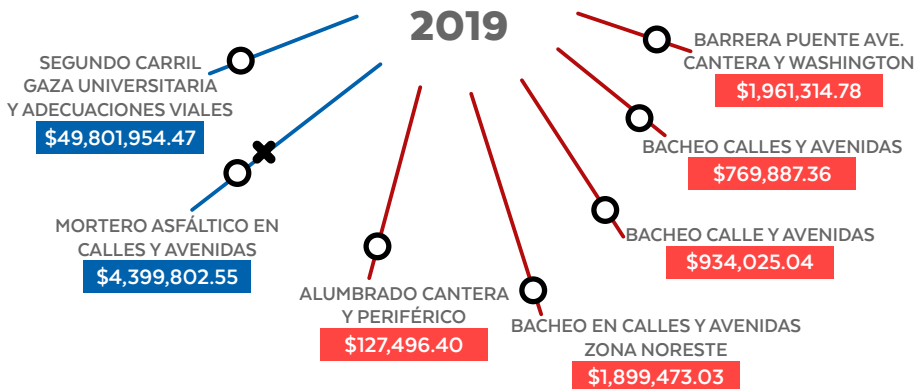 2019
SEGUNDO CARRIL
GAZA UNIVERSITARIA
Y ADECUACIONES VIALES
$49,801,954.47
MORTERO ASFÁLTICO EN
CALLES Y AVENIDAS
$4,399,802.55
ALUMBRADO CANTERA
Y PERIFÉRICO
$127,496.40
BACHEO EN CALLES Y AVENIDAS
ZONA NORESTE
$1,899,473.03
BACHEO CALLE Y AVENIDAS
$934,025.04
BACHEO CALLES Y AVENIDAS
$769,887.36
BARRERA PUENTE AVE.
CANTERA Y WASHINGTON
$1,961,314.78